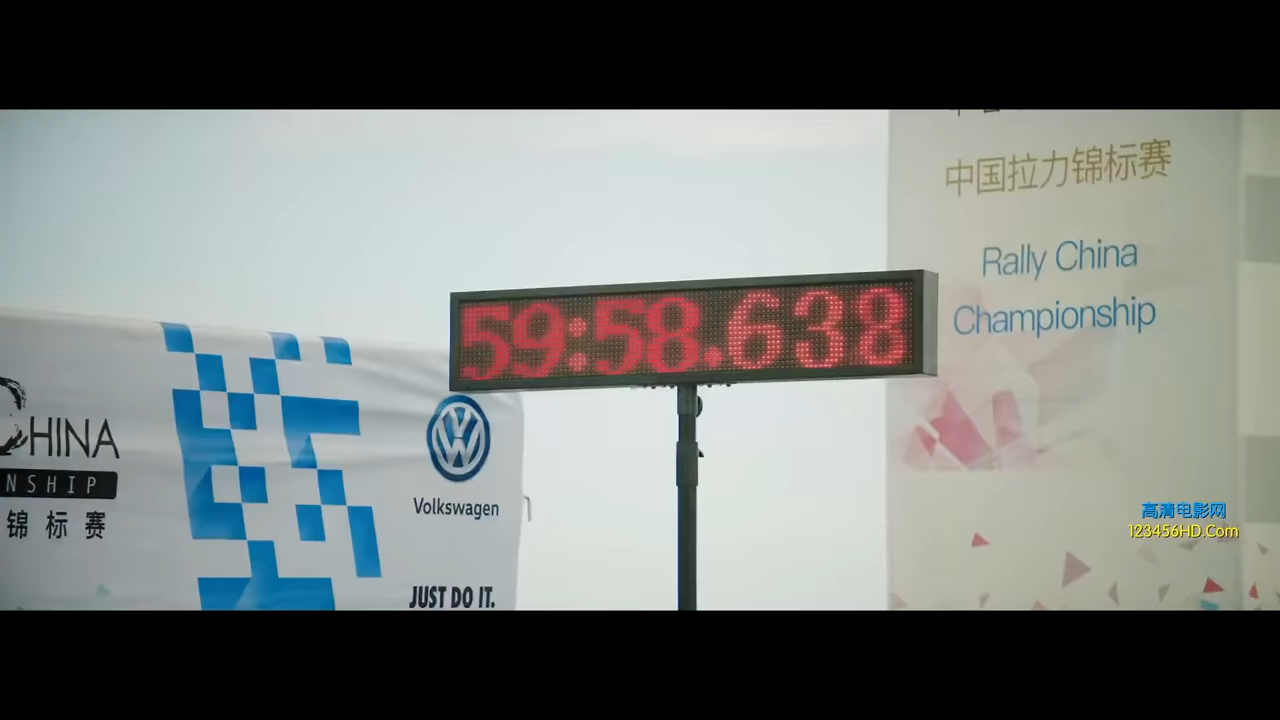 中国拉力锦标赛
Rally China
Championship
59:58.638
CHINA
NSHIP
锦标赛
Volkswagen
JUST DO IT.
高清电影网
123456HD.Com